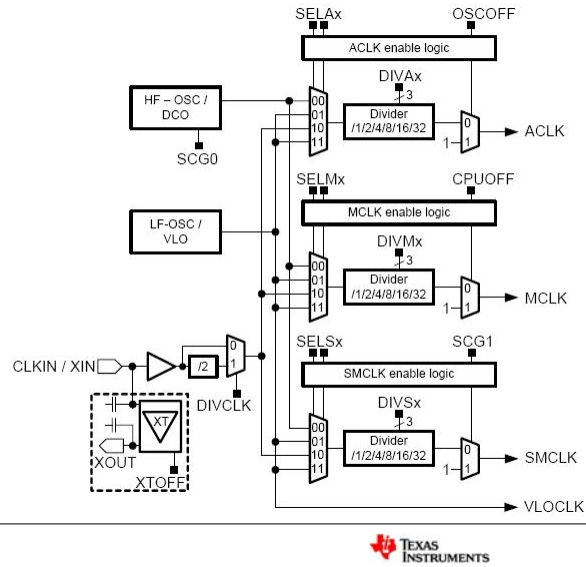 SELAx
OSCOFF
ACLK enable logic
DIVAx
3
HF – OSC /
DCO
SCG0
00
01
10
11
Divider
/1/2/4/8/16/32
0
1
ACLK
SELMx
CPUOFF
MCLK enable logic
LF-OSC /
VLO
DIVMx
3
00
01
10
11
Divider
/1/2/4/8/16/32
0
1
MCLK
SELSx
SCG1
CLKIN / XIN
/2
0
1
DIVCLK
SMCLK enable logic
DIVSx
3
XT
XOUT
XTOFF
00
01
10
11
Divider
/1/2/4/8/16/32
0
1
SMCLK
VLOCLK
TEXAS
INSTRUMENTS